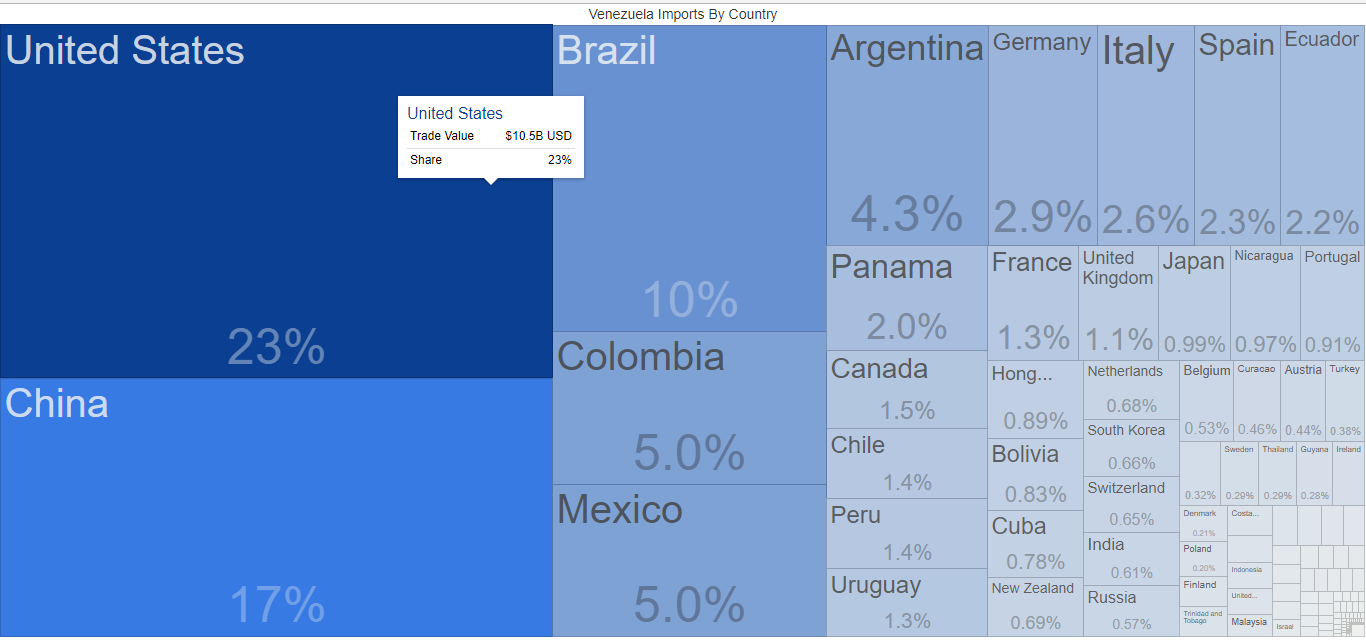 Venezuela Imports By Country
United States
23%
United States
Trade Value $10.5B USD
Share 23%
China
17%
Brazil
10%
Colombia
5.0%
Mexico
5.0%
Argentina
4.3%
Germany
2.9%
Italy
2.6%
Spain
2.3%
Ecuador
2.2%
Panama
2.0%
Canada
1.5%
Chile
1.4%
Peru
1.4%
Uruguay
1.3%
France
1.3%
United
Kingdom
1.1%
Japan
0.99%
Nicaragua
0.97%
Portugal
0.91%
Hong...
0.89%
Bolivia
0.83%
Cuba
0.78%
New Zealand
0.69%
Netherlands
0.68%
South Korea
0.66%
Switzerland
0.65%
India
0.61%
Russia
0.57%
Belgium
0.53%
Curacao
0.46%
Austria
0.44%
Turkey
0.38%
0.32%
Sweden
0.29%
Thailand
0.29%
Guyana
0.28%
Ireland
Denmark
0.21%
Poland
0.20%
Finland
Trinidad and
Tobago
Costa...
Indonesia
United...
Malaysia
Israel